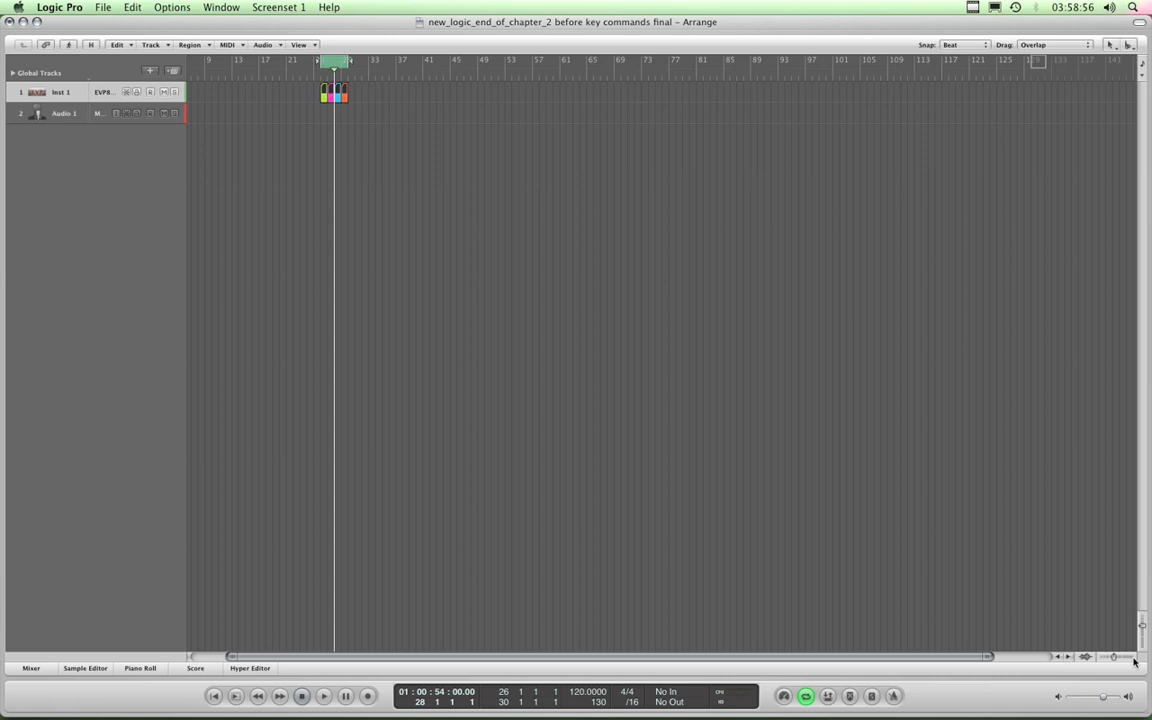 Logic Pro File Edit Options Window Screenset 1 Help 03:58:56
new_logic_end_of_chapter_2 before key commands final - Arrange
H Edit Track Region MIDI Audio View Snap: Beat Drag: Overlap
Global Tracks 9 13 17 21 33 37 41 45 49 53 57 61 65 69 73 77 81 85 89 93 97 101 105 109 113 117 121 125 129 133 137 141
1 Inst 1 EVP8... R M S
2 Audio 1 M... I R M S
Mixer Sample Editor Piano Roll Score Hyper Editor
01:00:54:00.00 26 1 1 1 120.0000 4/4 No In CPU
28 1 1 1 30 1 1 1 130 /16 No Out HD